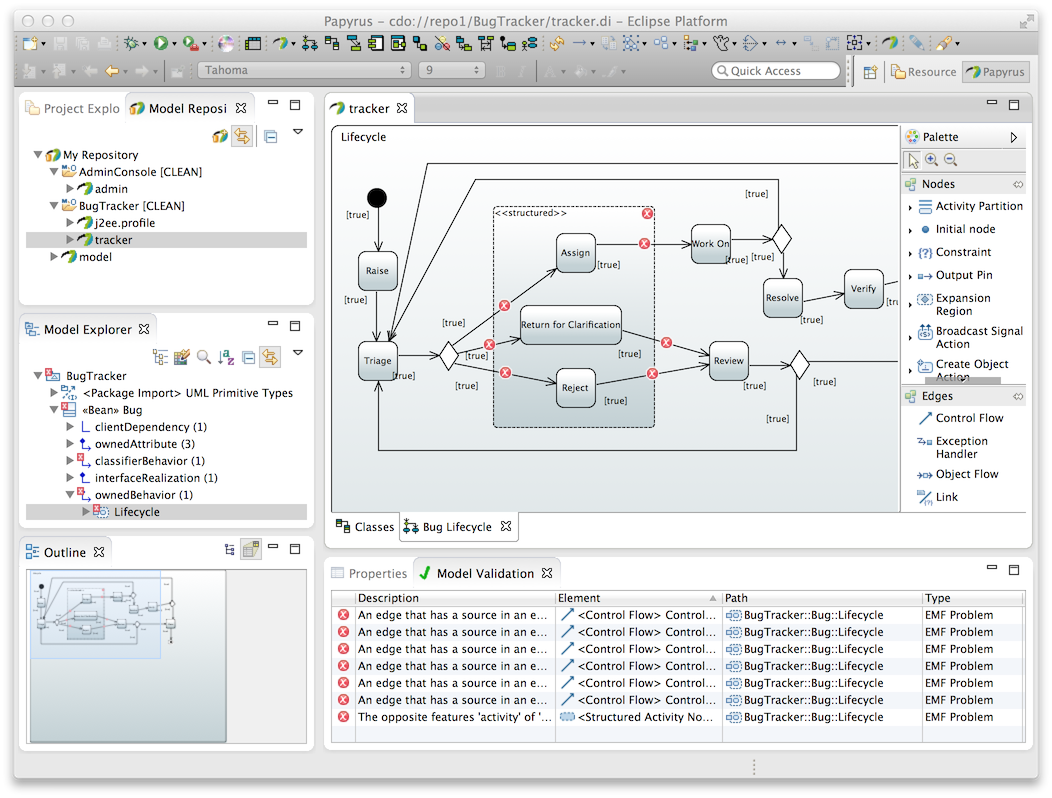 Papyrus – cdo://repo1/BugTracker/tracker.di – Eclipse Platform
Tahoma
9
Quick Access
Resource
Papyrus
Project Explo
Model Reposi
My Repository
AdminConsole [CLEAN]
admin
BugTracker [CLEAN]
j2ee.profile
tracker
model
Model Explorer
BugTracker
<Package Import> UML Primitive Types
«Bean» Bug
clientDependency (1)
ownedAttribute (3)
classifierBehavior (1)
interfaceRealization (1)
ownedBehavior (1)
Lifecycle
Outline
tracker
Lifecycle
[true]
[true]
<<structured>>
Assign
[true]
Work On
[true]
[true]
Raise
[true]
Resolve
[true]
Verify
[tru
[true]
Return for Clarification
[true]
[true]
Triage
[true]
[true]
Reject
[true]
Review
[true]
[true]
[true]
Classes
Bug Lifecycle
Palette
Nodes
Activity Partition
Initial node
Constraint
Output Pin
Expansion
Region
Broadcast Signal
Action
Create Object
Action
Edges
Control Flow
Exception
Handler
Object Flow
Link
Properties
Model Validation
Description Element Path Type
An edge that has a source in an e... <Control Flow> Control... BugTracker::Bug::Lifecycle EMF Problem
An edge that has a source in an e... <Control Flow> Control... BugTracker::Bug::Lifecycle EMF Problem
An edge that has a source in an e... <Control Flow> Control... BugTracker::Bug::Lifecycle EMF Problem
An edge that has a source in an e... <Control Flow> Control... BugTracker::Bug::Lifecycle EMF Problem
An edge that has a source in an e... <Control Flow> Control... BugTracker::Bug::Lifecycle EMF Problem
An edge that has a source in an e... <Control Flow> Control... BugTracker::Bug::Lifecycle EMF Problem
The opposite features 'activity' of '... <Structured Activity No... BugTracker::Bug::Lifecycle EMF Problem